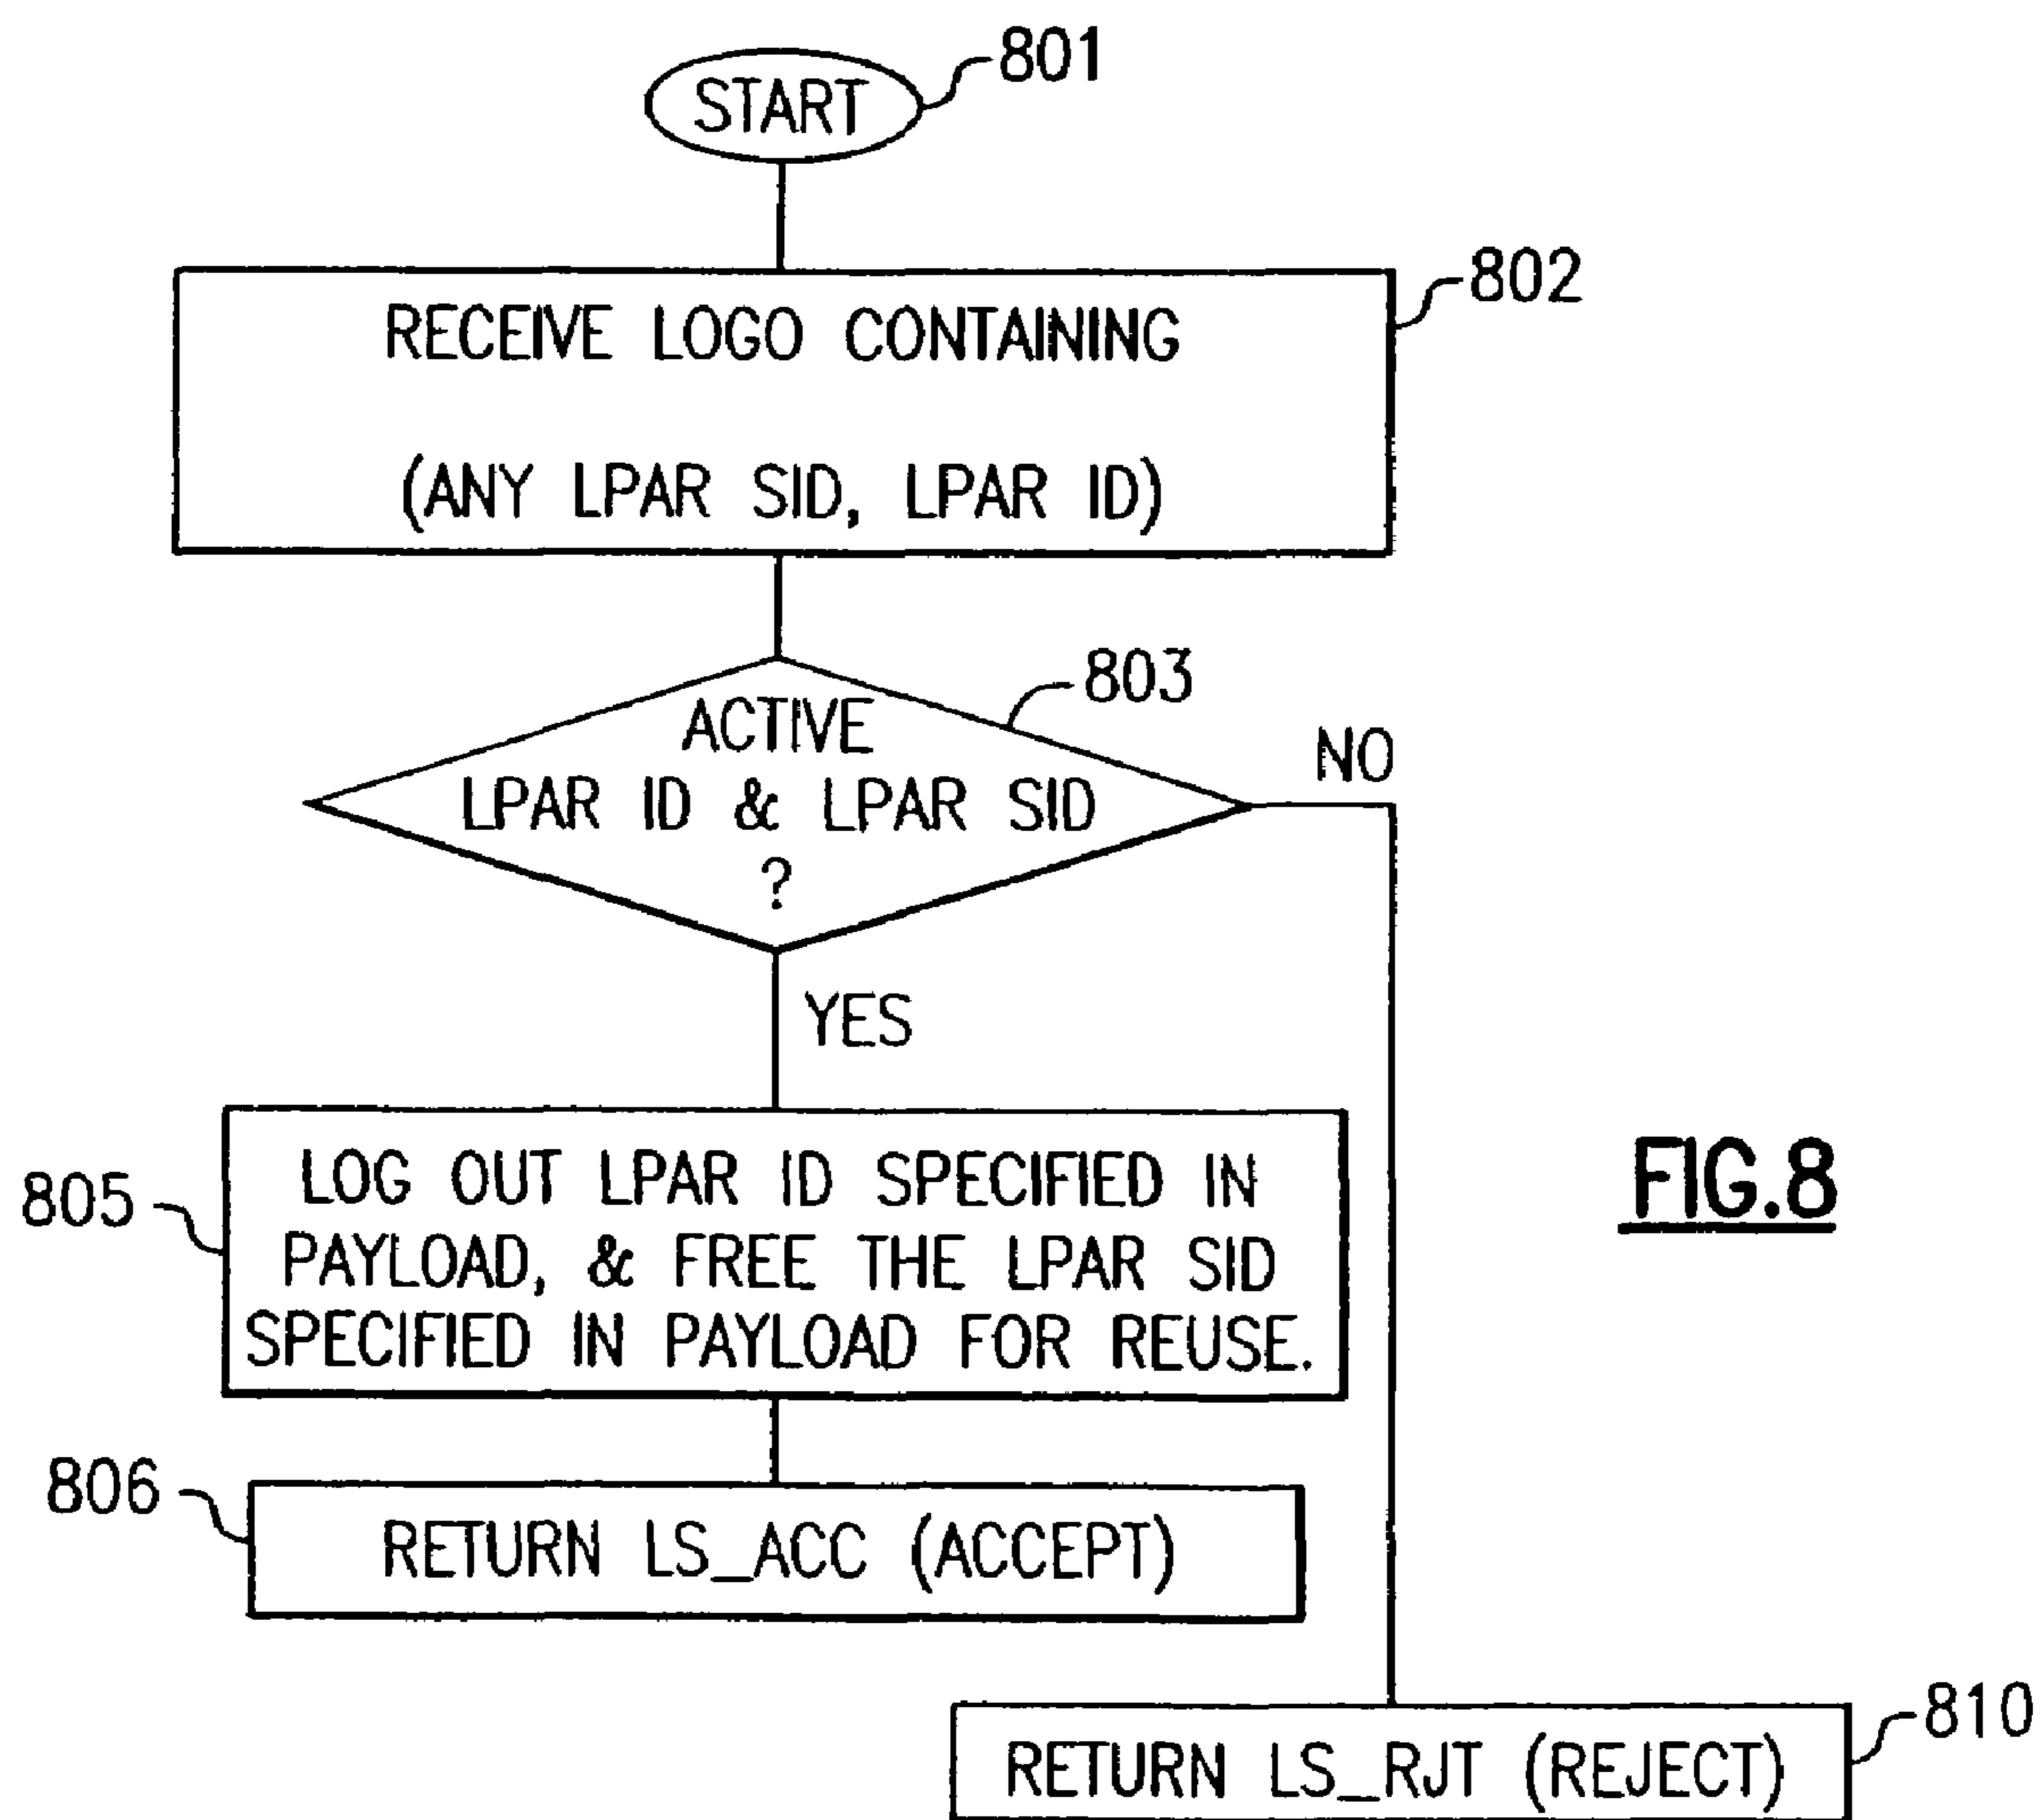 START
801
RECEIVE LOGO CONTAINING
(ANY LPAR SID, LPAR ID)
802
ACTIVE
LPAR ID & LPAR SID
?
803
NO
YES
LOG OUT LPAR ID SPECIFIED IN
PAYLOAD, & FREE THE LPAR SID
SPECIFIED IN PAYLOAD FOR REUSE.
805
FIG.8
806
RETURN LS_ACC (ACCEPT)
RETURN LS_RJT (REJECT)
810